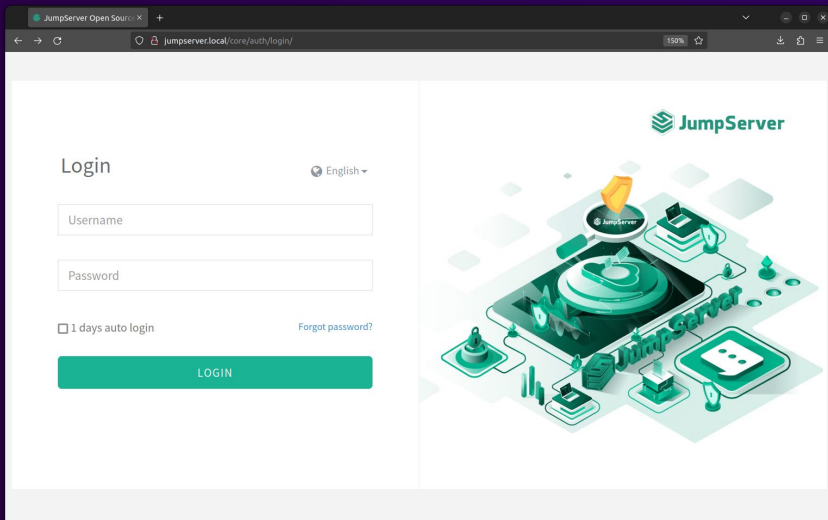 JumpServer Open Source
jumpserver.local/core/auth/login/
150%
JumpServer
Login
English
Username
Password
1 days auto login
Forgot password?
LOGIN
JumpServer
JumpServer